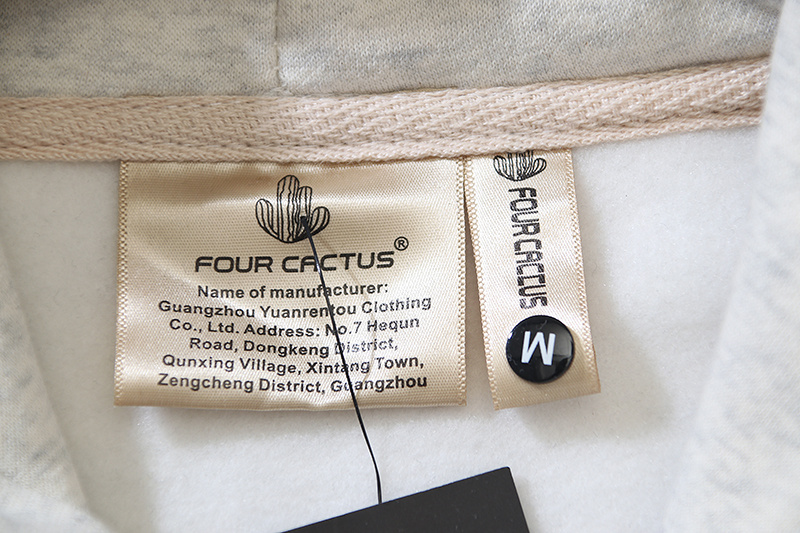 FOUR CACTUS®
Name of manufacturer:
Guangzhou Yuanrentou Clothing
Co., Ltd. Address: No.7 Hequn
Road, Dongkeng District,
Qunxing Village, Xintang Town,
Zengcheng District, Guangzhou
FOUR CACTUS
M